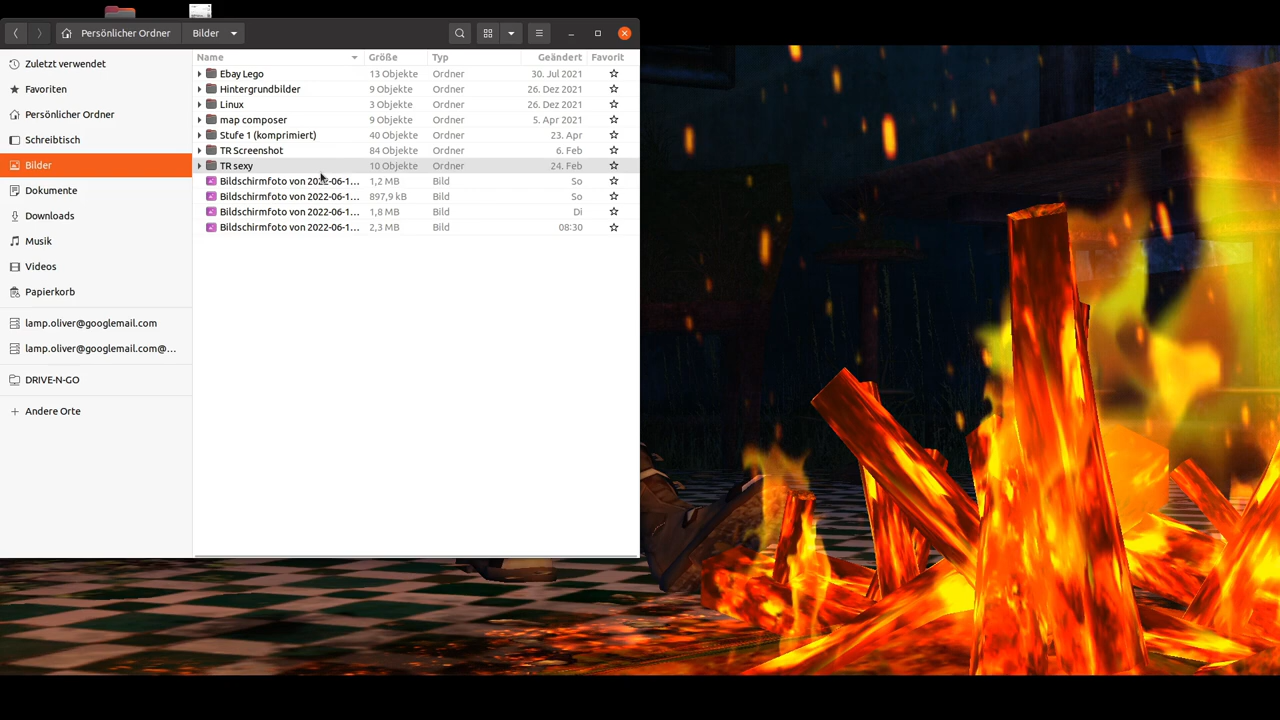 Persönlicher Ordner Bilder
Name Größe Typ Geändert Favorit
Zuletzt verwendet
Favoriten
Persönlicher Ordner
Schreibtisch
Bilder
Dokumente
Downloads
Musik
Videos
Papierkorb
lamp.oliver@googlemail.com
lamp.oliver@googlemail.com@...
DRIVE-N-GO
Andere Orte
Ebay Lego 13 Objekte Ordner 30. Jul 2021
Hintergrundbilder 9 Objekte Ordner 26. Dez 2021
Linux 3 Objekte Ordner 26. Dez 2021
map composer 9 Objekte Ordner 5. Apr 2021
Stufe 1 (komprimiert) 40 Objekte Ordner 23. Apr
TR Screenshot 84 Objekte Ordner 6. Feb
TR sexy 10 Objekte Ordner 24. Feb
Bildschirmfoto von 2022-06-1... 1,2 MB Bild So
Bildschirmfoto von 2022-06-1... 897,9 kB Bild So
Bildschirmfoto von 2022-06-1... 1,8 MB Bild Di
Bildschirmfoto von 2022-06-1... 2,3 MB Bild 08:30